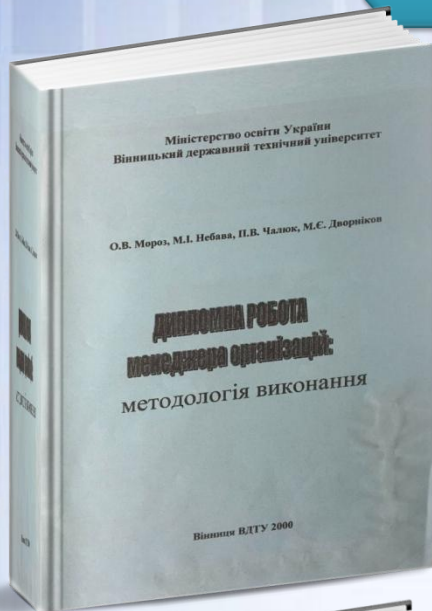 Міністерство освіти України
Вінницький державний технічний університет
О.В. Мороз, М.І. Небава, П.В. Чалюк, М.Є. Дворніков
ДИПЛОМНА РОБОТА
менеджера організацій:
методологія виконання
Вінниця ВДТУ 2000